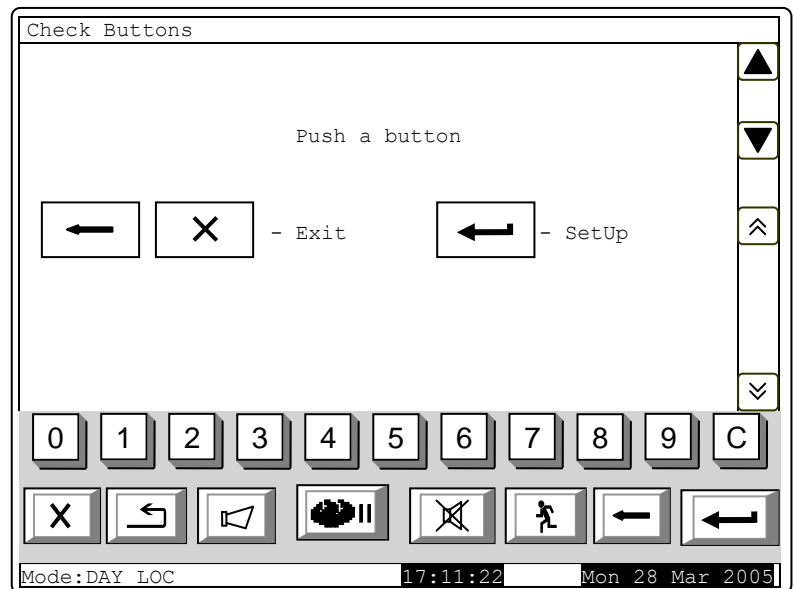 Check Buttons
Push a button
- Exit - SetUp
0 1 2 3 4 5 6 7 8 9 C
Mode:DAY LOC 17:11:22 Mon 28 Mar 2005